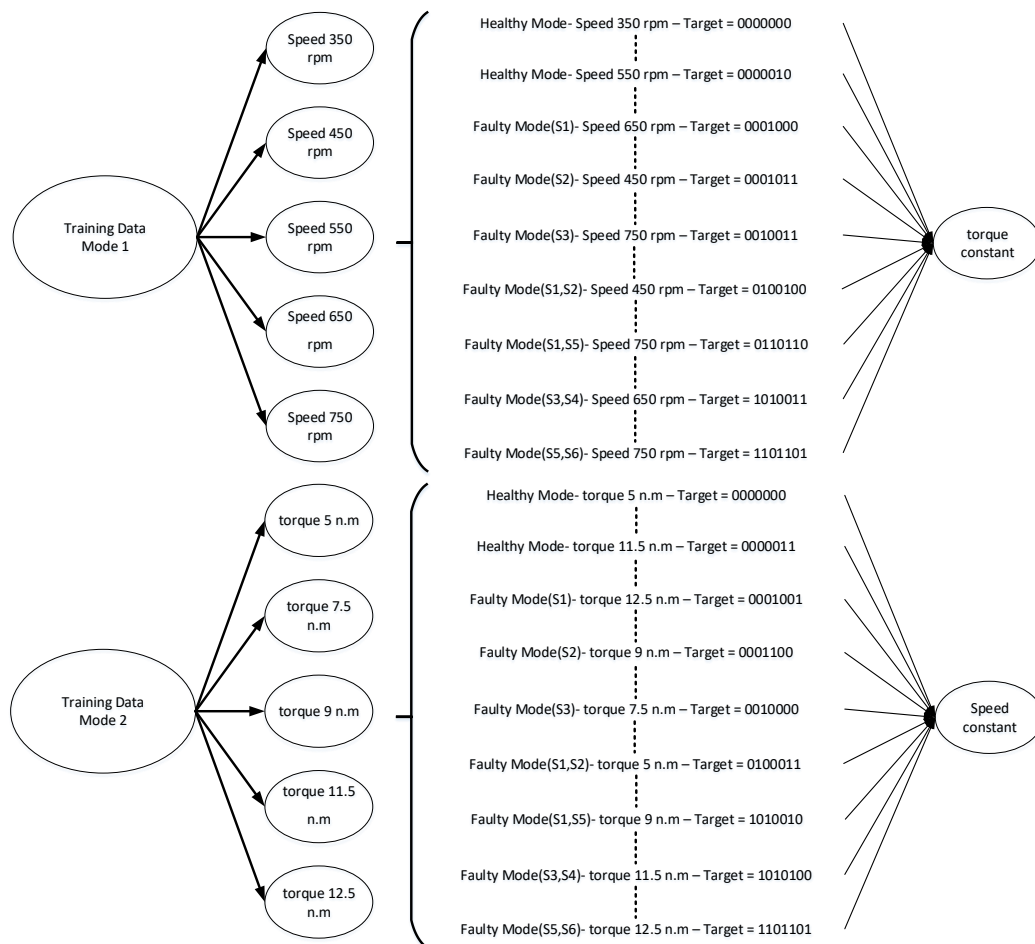 Training Data
Mode 1
Speed 350
rpm
Speed 450
rpm
Speed 550
rpm
Speed 650
rpm
Speed 750
rpm
Healthy Mode- Speed 350 rpm – Target = 0000000
Healthy Mode- Speed 550 rpm – Target = 0000010
Faulty Mode(S1)- Speed 650 rpm – Target = 0001000
Faulty Mode(S2)- Speed 450 rpm – Target = 0001011
Faulty Mode(S3)- Speed 750 rpm – Target = 0010011
Faulty Mode(S1,S2)- Speed 450 rpm – Target = 0100100
Faulty Mode(S1,S5)- Speed 750 rpm – Target = 0110110
Faulty Mode(S3,S4)- Speed 650 rpm – Target = 1010011
Faulty Mode(S5,S6)- Speed 750 rpm – Target = 1101101
torque
constant
Training Data
Mode 2
torque 5 n.m
torque 7.5
n.m
torque 9 n.m
torque 11.5
n.m
torque 12.5
n.m
Healthy Mode- torque 5 n.m – Target = 0000000
Healthy Mode- torque 11.5 n.m – Target = 0000011
Faulty Mode(S1)- torque 12.5 n.m – Target = 0001001
Faulty Mode(S2)- torque 9 n.m – Target = 0001100
Faulty Mode(S3)- torque 7.5 n.m – Target = 0010000
Faulty Mode(S1,S2)- torque 5 n.m – Target = 0100011
Faulty Mode(S1,S5)- torque 9 n.m – Target = 1010010
Faulty Mode(S3,S4)- torque 11.5 n.m – Target = 1010100
Faulty Mode(S5,S6)- torque 12.5 n.m – Target = 1101101
Speed
constant